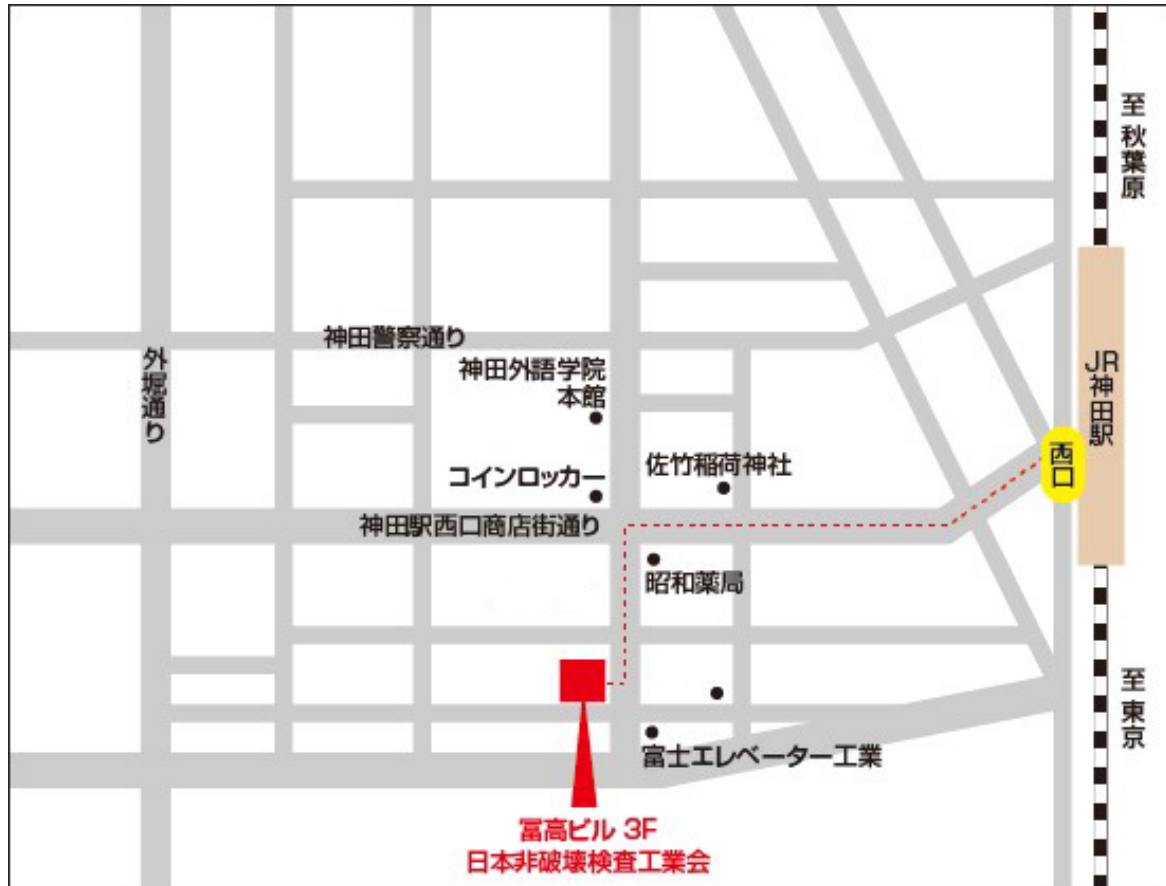 至秋葉原
神田警察通り
外堀通り
神田外語学院
本館
JR神田駅
西口
コインロッカー
佐竹稲荷神社
神田駅西口商店街通り
昭和薬局
至東京
富士エレベーター工業
冨高ビル 3F
日本非破壊検査工業会